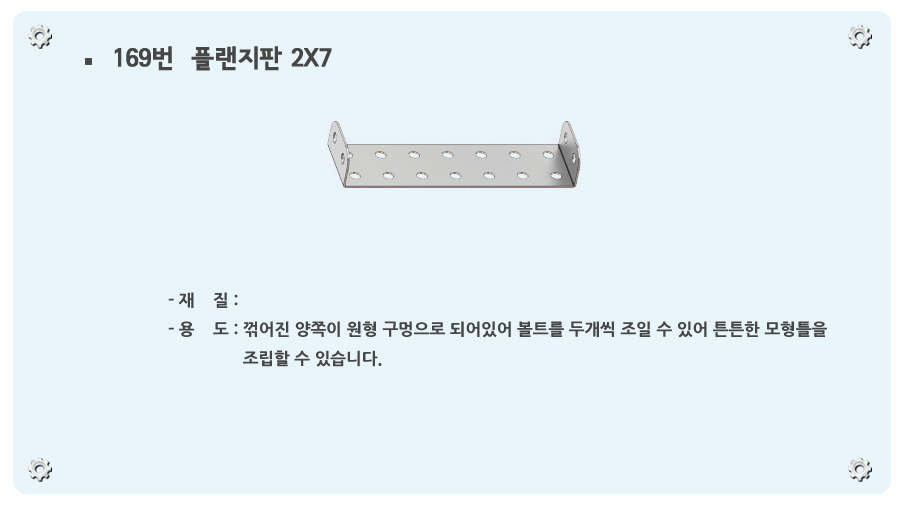 ▪ 169번 플랜지판 2X7
- 재 질 :
- 용 도 : 꺾어진 양쪽이 원형 구멍으로 되어있어 볼트를 두개씩 조일 수 있어 튼튼한 모형틀을
조립할 수 있습니다.